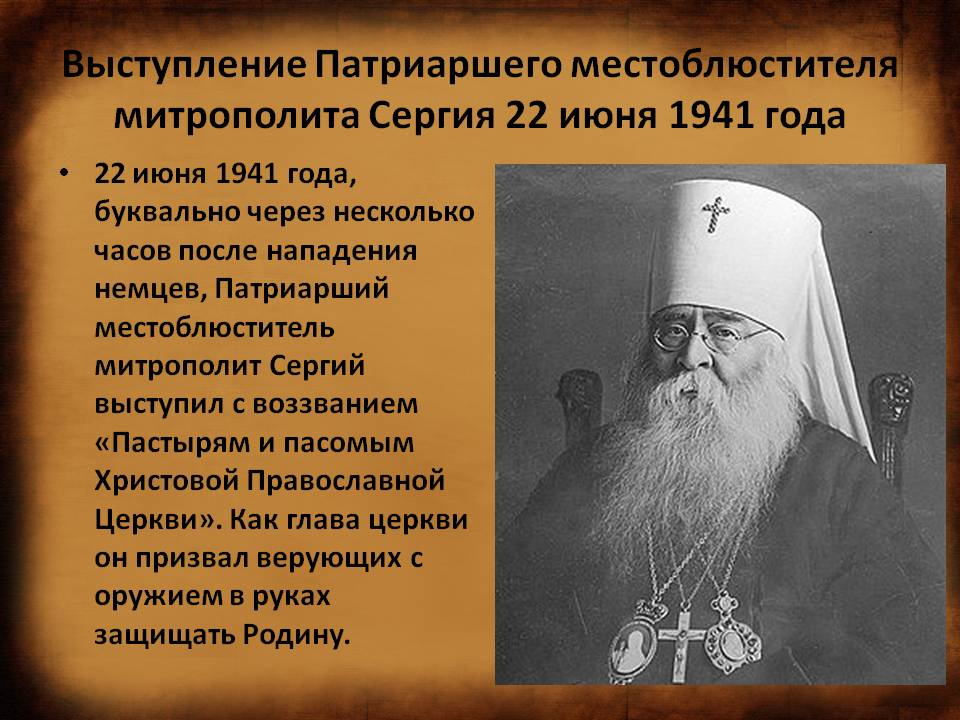 Выступление Патриаршего местоблюстителя
митрополита Сергия 22 июня 1941 года
• 22 июня 1941 года,
буквально через несколько
часов после нападения
немцев, Патриарший
местоблюститель
митрополит Сергий
выступил с воззванием
«Пастырям и пасомым
Христовой Православной
Церкви». Как глава церкви
он призвал верующих с
оружием в руках
защищать Родину.